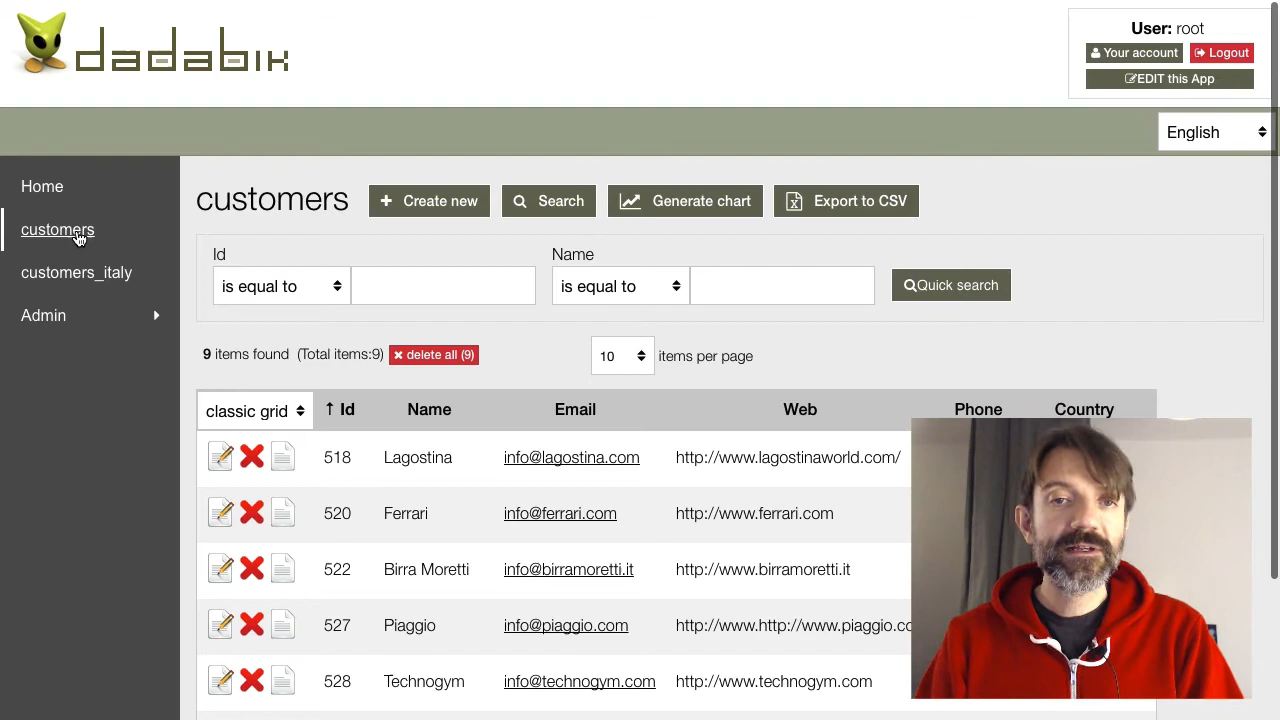 dadabik
User: root
Your account Logout
EDIT this App
English
Home
customers
customers_italy
Admin
customers Create new Search Generate chart Export to CSV
Id Name
is equal to is equal to Quick search
9 items found (Total items:9) delete all (9) 10 items per page
classic grid Id Name Email Web Phone Country
518 Lagostina info@lagostina.com http://www.lagostinaworld.com/
520 Ferrari info@ferrari.com http://www.ferrari.com
522 Birra Moretti info@birramoretti.it http://www.birramoretti.it
527 Piaggio info@piaggio.com http://www.http://www.piaggio.co
528 Technogym info@technogym.com http://www.technogym.com